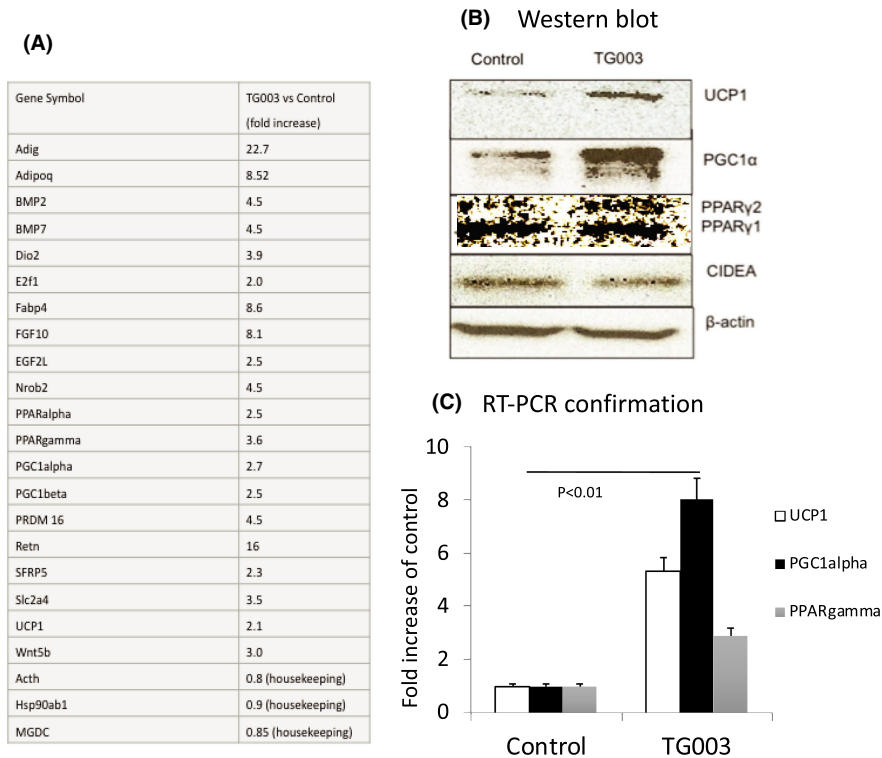 (A)
Gene Symbol TG003 vs Control
(fold increase)
Adig 22.7
Adipoq 8.52
BMP2 4.5
BMP7 4.5
Dio2 3.9
E2f1 2.0
Fabp4 8.6
FGF10 8.1
EGF2L 2.5
Nrob2 4.5
PPARalpha 2.5
PPARgamma 3.6
PGC1alpha 2.7
PGC1beta 2.5
PRDM 16 4.5
Retn 16
SFRP5 2.3
Slc2a4 3.5
UCP1 2.1
Wnt5b 3.0
Acth 0.8 (housekeeping)
Hsp90ab1 0.9 (housekeeping)
MGDC 0.85 (housekeeping)
(B) Western blot
Control TG003
UCP1
PGC1α
PPARγ2
PPARγ1
CIDEA
β-actin
(C) RT-PCR confirmation
Fold increase of control
10
8
6
4
2
0
P<0.01
Control TG003
UCP1
PGC1alpha
PPARgamma